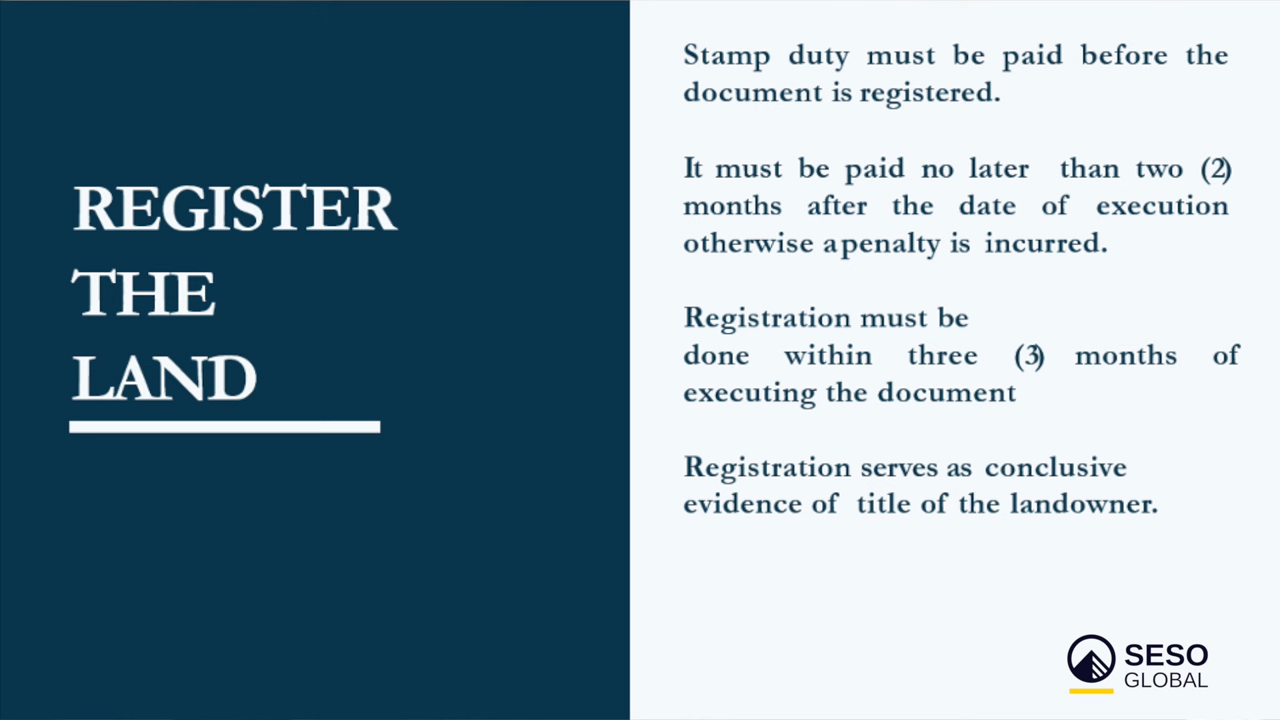 REGISTER
THE
LAND
Stamp duty must be paid before the
document is registered.
It must be paid no later than two (2)
months after the date of execution
otherwise a penalty is incurred.
Registration must be
done within three (3) months of
executing the document
Registration serves as conclusive
evidence of title of the landowner.
SESO
GLOBAL